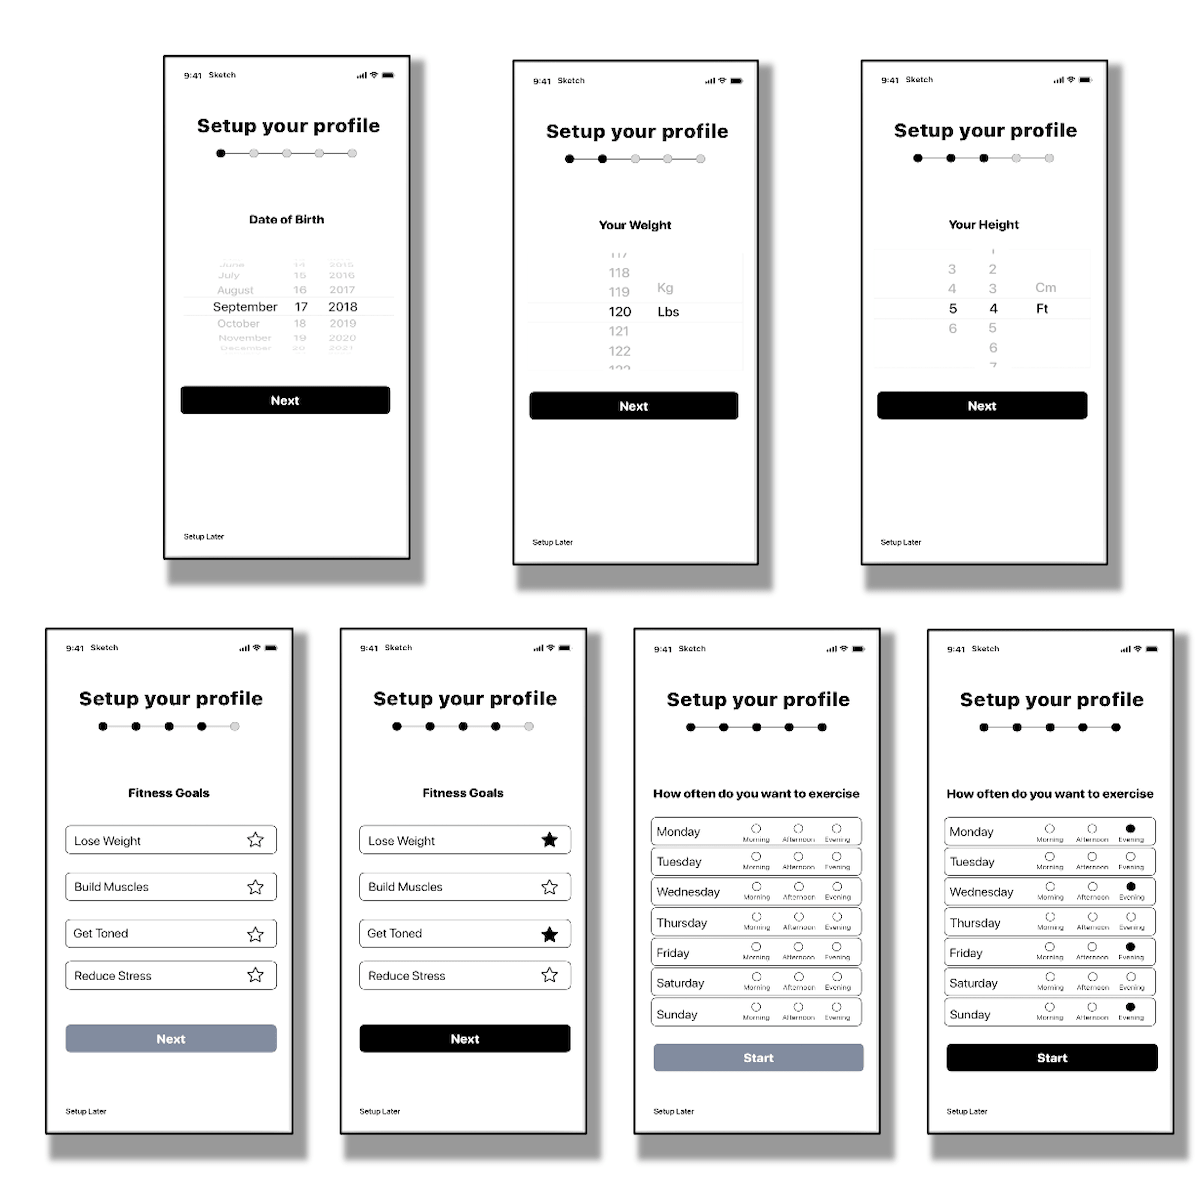 9:41 Sketch
Setup your profile
Date of Birth
June 14 2015
July 15 2016
August 16 2017
September 17 2018
October 18 2019
November 19 2020
December 20 2021
Next
Setup Later
9:41 Sketch
Setup your profile
Your Weight
117
118
119 Kg
120 Lbs
121
122
123
Next
Setup Later
9:41 Sketch
Setup your profile
Your Height
1
3 2
4 3 Cm
5 4 Ft
6 5
6
7
Next
Setup Later
9:41 Sketch
Setup your profile
Fitness Goals
Lose Weight
Build Muscles
Get Toned
Reduce Stress
Next
Setup Later
9:41 Sketch
Setup your profile
Fitness Goals
Lose Weight
Build Muscles
Get Toned
Reduce Stress
Next
Setup Later
9:41 Sketch
Setup your profile
How often do you want to exercise
Monday Morning Afternoon Evening
Tuesday Morning Afternoon Evening
Wednesday Morning Afternoon Evening
Thursday Morning Afternoon Evening
Friday Morning Afternoon Evening
Saturday Morning Afternoon Evening
Sunday Morning Afternoon Evening
Start
Setup Later
9:41 Sketch
Setup your profile
How often do you want to exercise
Monday Morning Afternoon Evening
Tuesday Morning Afternoon Evening
Wednesday Morning Afternoon Evening
Thursday Morning Afternoon Evening
Friday Morning Afternoon Evening
Saturday Morning Afternoon Evening
Sunday Morning Afternoon Evening
Start
Setup Later